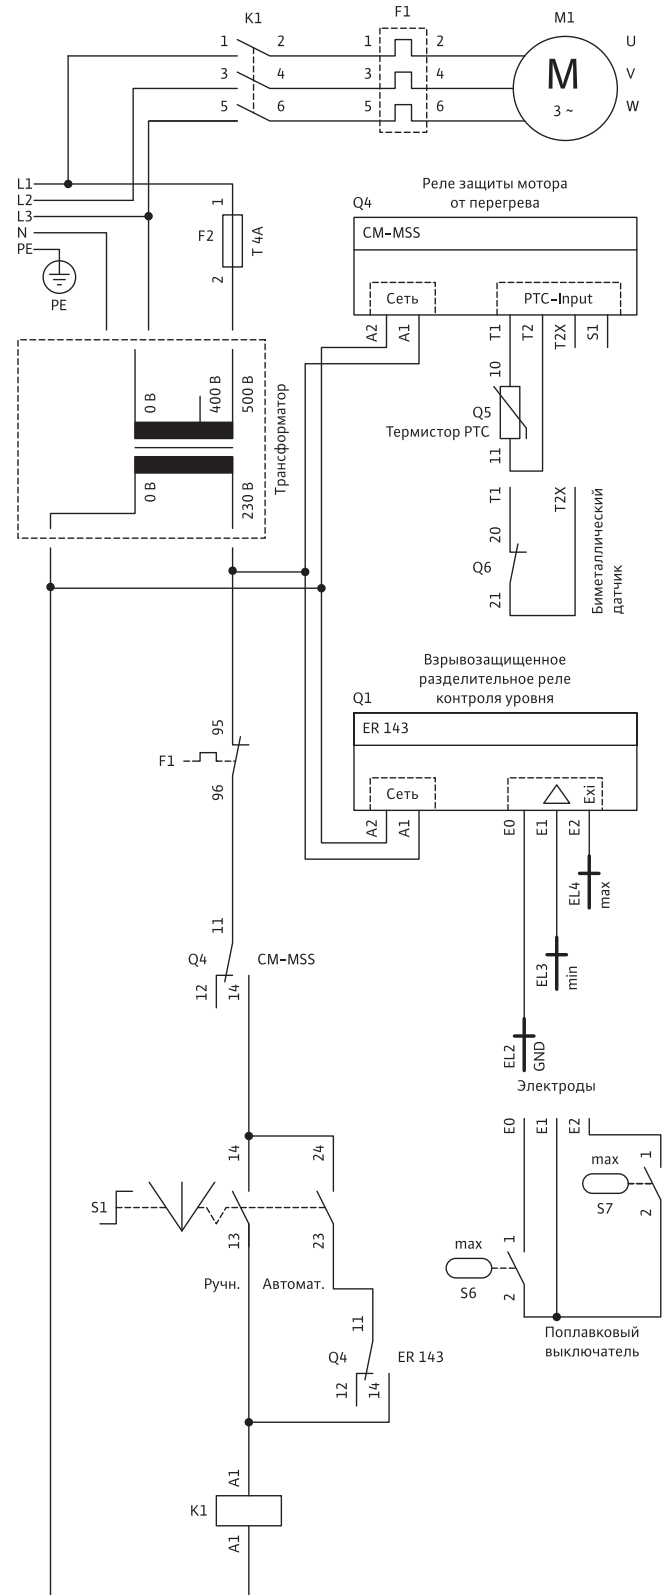 K1
F1
M1
1 2 1 2 U
3 4 3 4 M V
5 6 5 6 3 ~ W
L1
L2
L3
N
PE
PE
1
F2
T 4A
2
Реле защиты мотора
от перегрева
Q4
CM-MSS
Сеть
PTC-Input
A2 A1 T1 T2 T2X S1
0 В 400 В 500 В
Трансформатор
0 В 230 В
10
Q5
Термистор PTC
11
T1 T2X
20
Q6
21
Биметаллический
датчик
Взрывозащищенное
разделительное реле
контроля уровня
Q1
ER 143
Сеть
Exi
A2 A1 E0 E1 E2
EL4 max
EL3 min
EL2 GND
Электроды
95
F1
96
11
Q4 CM-MSS
12 14
14 24
S1
13 23
Ручн. Автомат.
11
Q4 ER 143
12 14
A1
K1
A1
E0 E1 E2
max
1
S7
2
max
1
S6
2
Поплавковый
выключатель